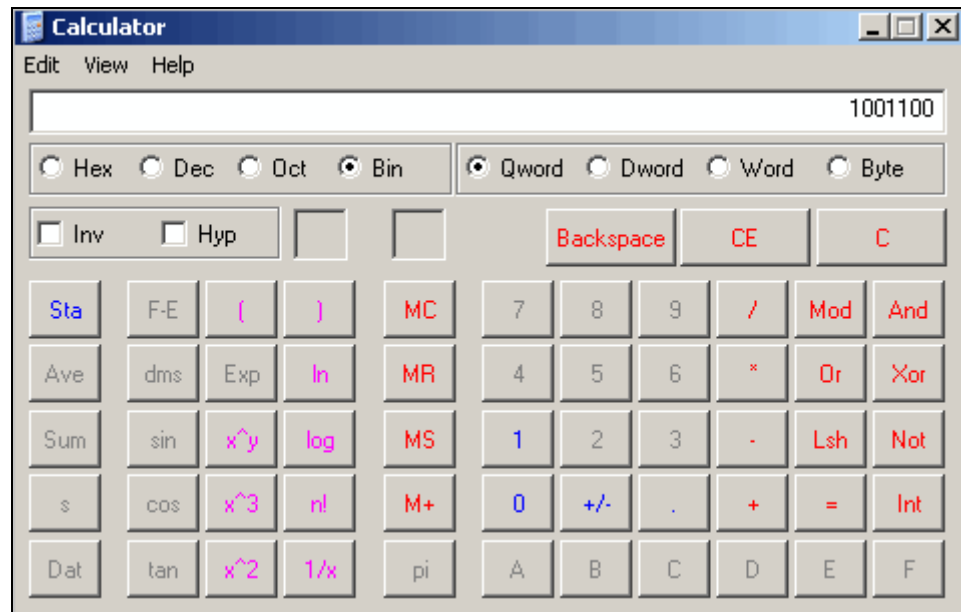 Calculator
Edit View Help
1001100
Hex Dec Oct Bin Qword Dword Word Byte
Inv Hyp Backspace CE C
Sta F-E ( ) MC 7 8 9 / Mod And
Ave dms Exp ln MR 4 5 6 * Or Xor
Sum sin x^y log MS 1 2 3 - Lsh Not
s cos x^3 n! M+ 0 +/- . + = Int
Dat tan x^2 1/x pi A B C D E F